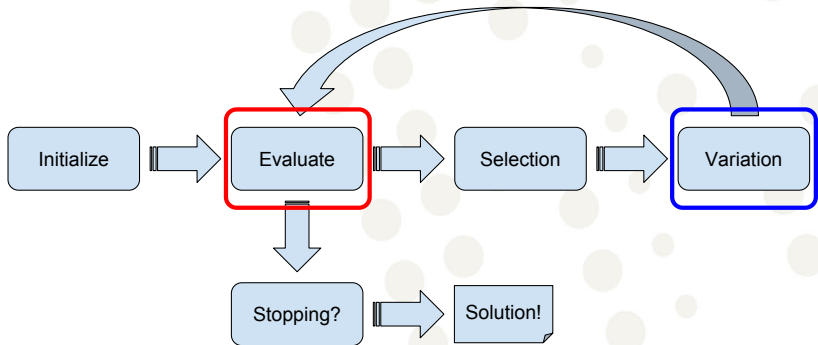 Initialize
Evaluate
Selection
Variation
Stopping?
Solution!